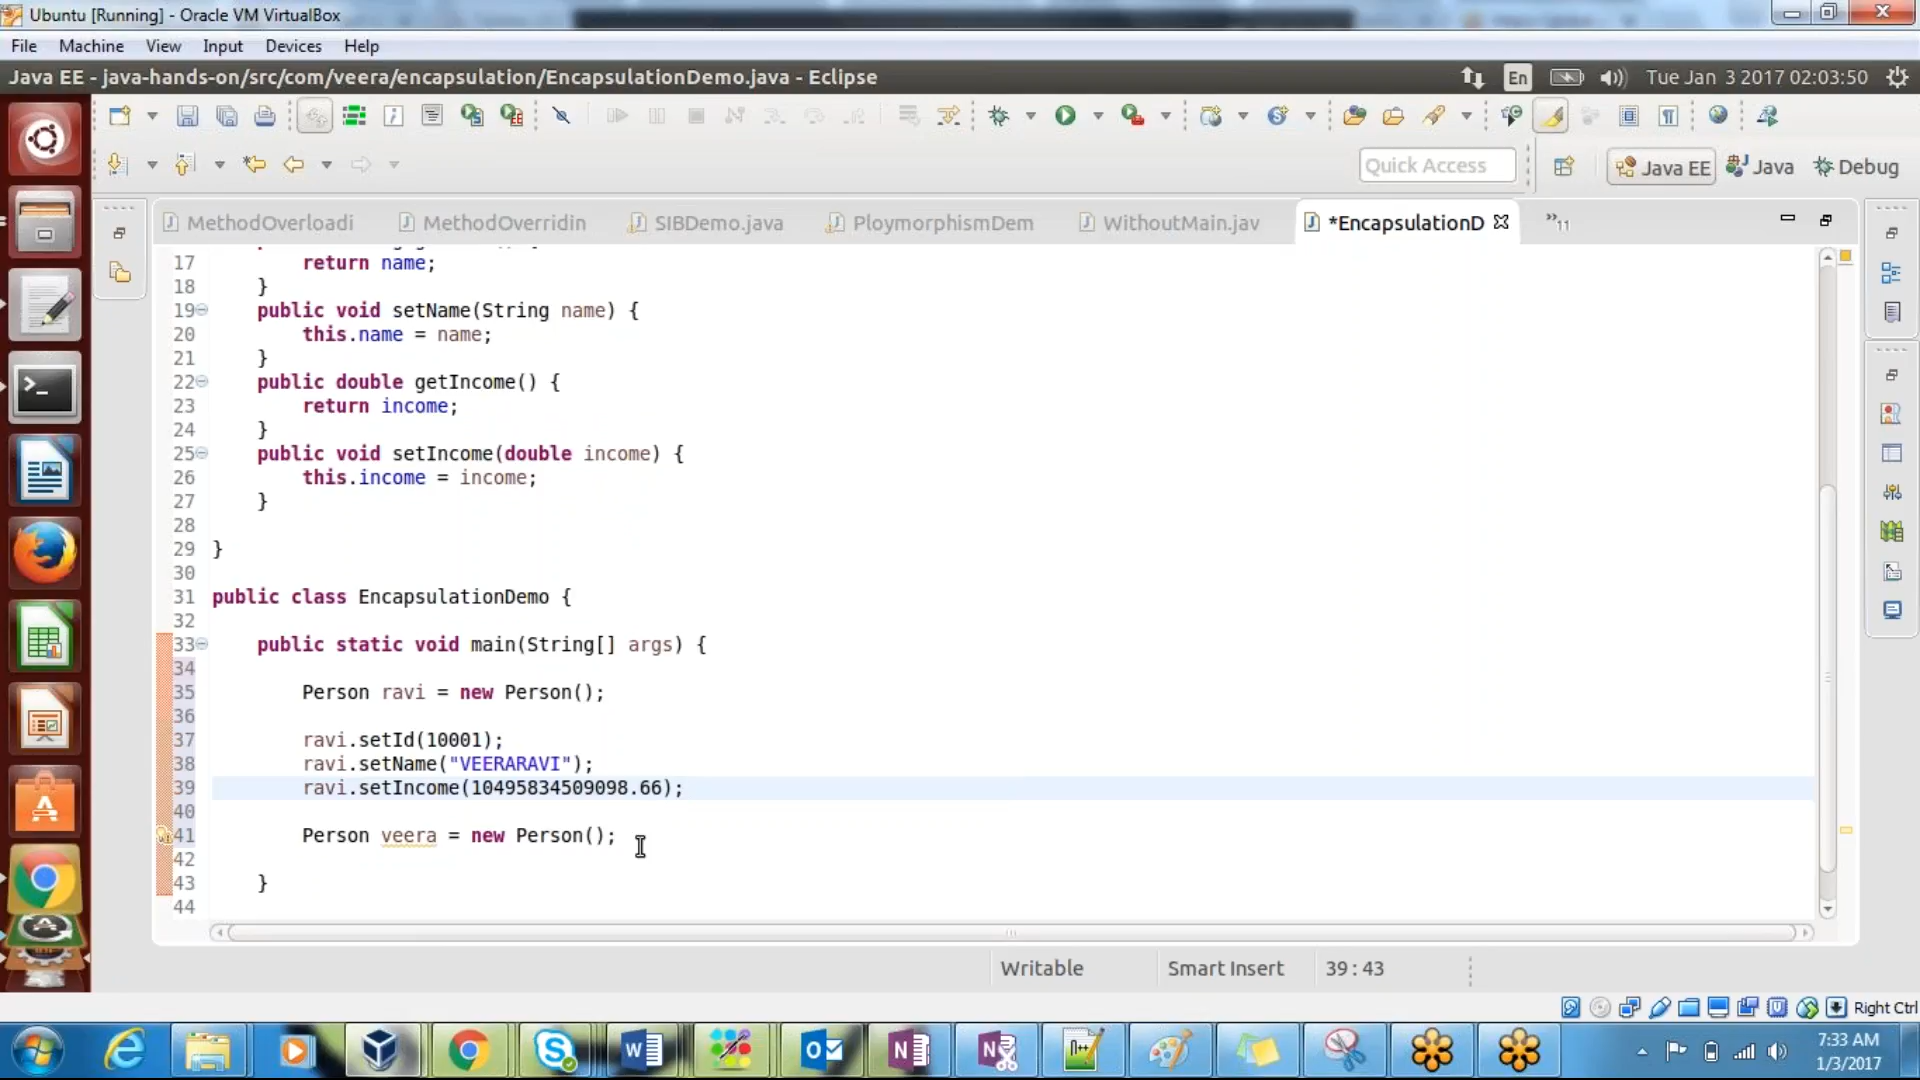 Ubuntu [Running] - Oracle VM VirtualBox
File Machine View Input Devices Help
Java EE - java-hands-on/src/com/veera/encapsulation/EncapsulationDemo.java - Eclipse
En
Tue Jan 3 2017 02:03:50
Quick Access
Java EE
Java
Debug
MethodOverloadi
MethodOverridin
SIBDemo.java
PloymorphismDem
WithoutMain.jav
*EncapsulationD
»11
17 return name;
18 }
19 public void setName(String name) {
20 this.name = name;
21 }
22 public double getIncome() {
23 return income;
24 }
25 public void setIncome(double income) {
26 this.income = income;
27 }
28
29 }
30
31 public class EncapsulationDemo {
32
33 public static void main(String[] args) {
34
35 Person ravi = new Person();
36
37 ravi.setId(10001);
38 ravi.setName("VEERARAVI");
39 ravi.setIncome(10495834509098.66);
40
41 Person veera = new Person();
42
43 }
44
Writable
Smart Insert
39 : 43
Right Ctrl
7:33 AM
1/3/2017